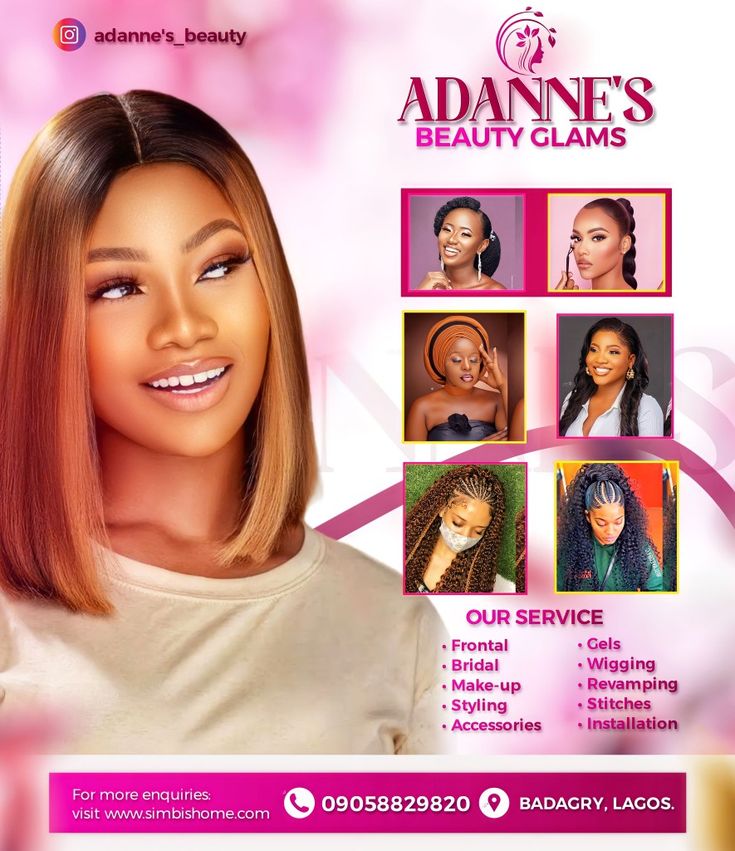 adanne's_beauty
ADANNE'S
BEAUTY GLAMS
OUR SERVICE
• Frontal
• Bridal
• Make-up
• Styling
• Accessories
• Gels
• Wigging
• Revamping
• Stitches
• Installation
For more enquiries:
visit www.simbishome.com
09058829820
BADAGRY, LAGOS.